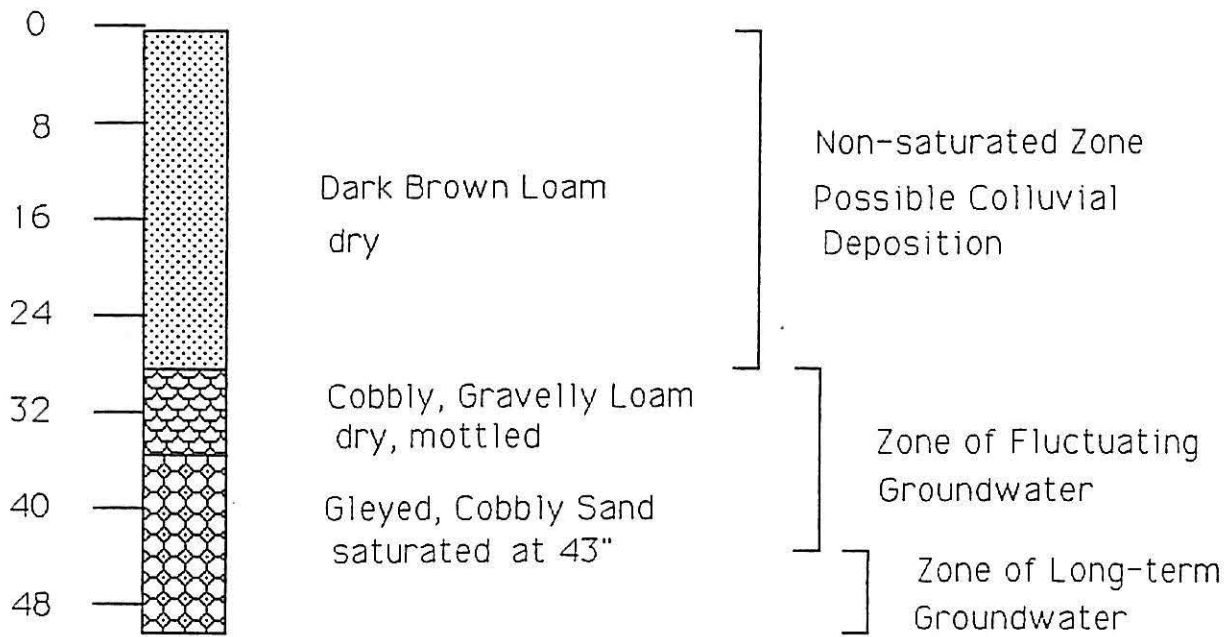 0
8
16
24
32
40
48
Dark Brown Loam
dry
Cobbly, Gravelly Loam
dry, mottled
Gleyed, Cobbly Sand
saturated at 43"
Non-saturated Zone
Possible Colluvial
Deposition
Zone of Fluctuating
Groundwater
Zone of Long-term
Groundwater